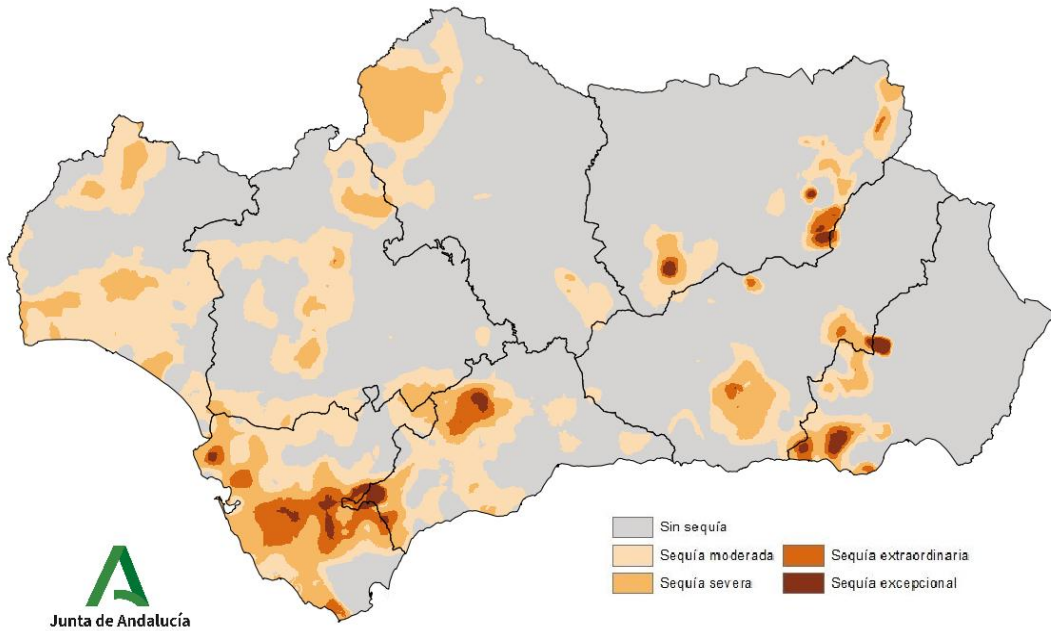 Sin sequía
Sequía moderada
Sequía extraordinaria
Sequía severa
Sequía excepcional
Junta de Andalucía